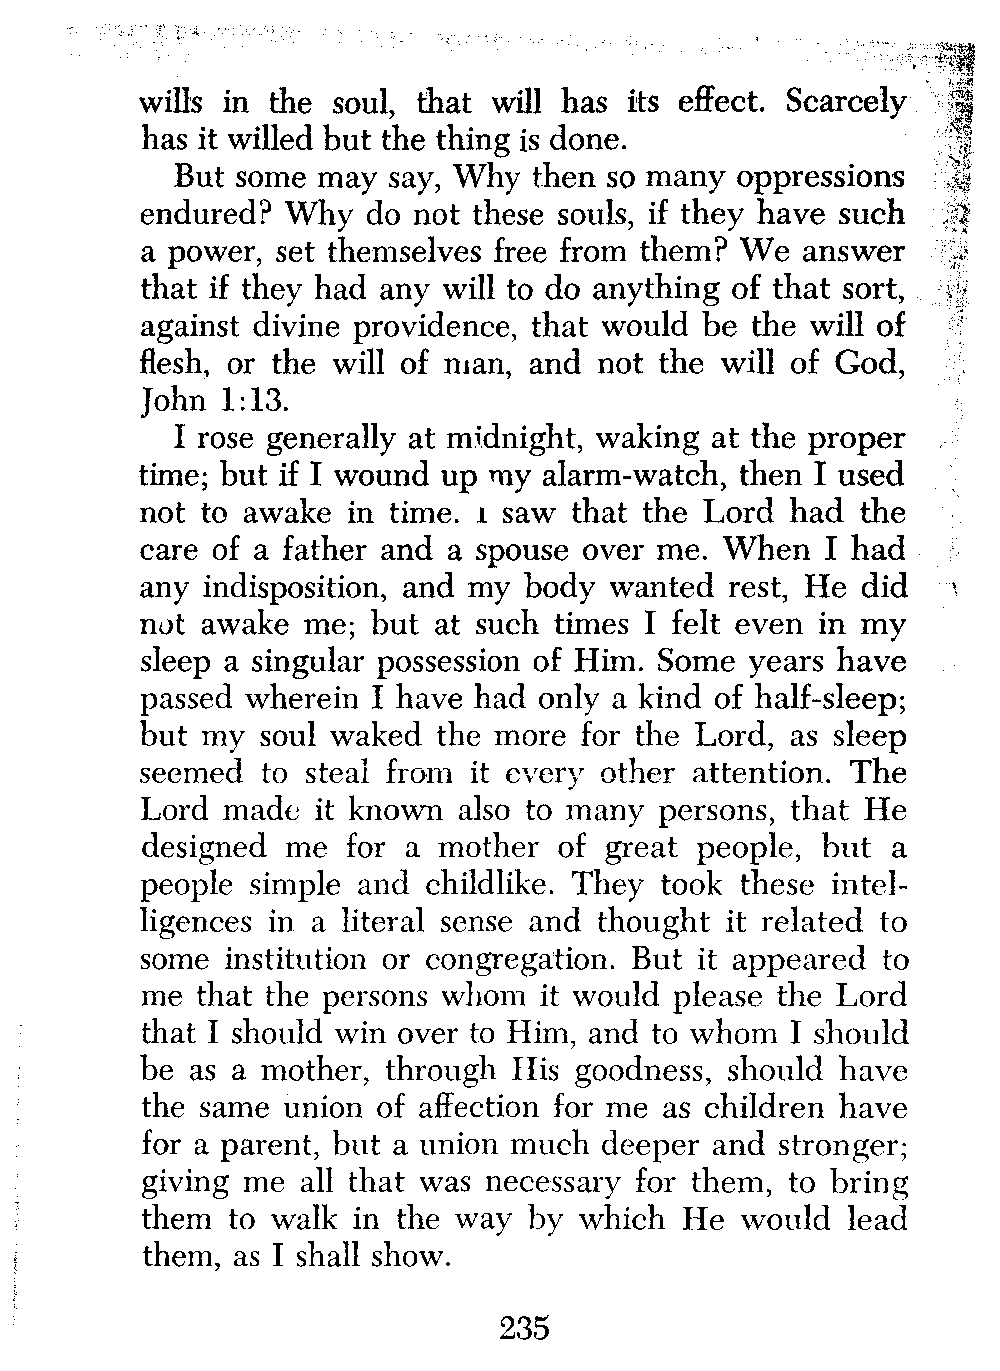 wills in the soul, that will has its effect. Scarcely
has it willed but the thing is done.
But some may say, Why then so many oppressions
endured? Why do not these souls, if they have such
a power, set themselves free from them? We answer
that if they had any will to do anything of that sort,
against divine providence, that would be the will of
flesh, or the will of man, and not the will of God,
John 1:13.
I rose generally at midnight, waking at the proper
time; but if I wound up my alarm-watch, then I used
not to awake in time. I saw that the Lord had the
care of a father and a spouse over me. When I had
any indisposition, and my body wanted rest, He did
not awake me; but at such times I felt even in my
sleep a singular possession of Him. Some years have
passed wherein I have had only a kind of half-sleep;
but my soul waked the more for the Lord, as sleep
seemed to steal from it every other attention. The
Lord made it known also to many persons, that He
designed me for a mother of great people, but a
people simple and childlike. They took these intel-
ligences in a literal sense and thought it related to
some institution or congregation. But it appeared to
me that the persons whom it would please the Lord
that I should win over to Him, and to whom I should
be as a mother, through His goodness, should have
the same union of affection for me as children have
for a parent, but a union much deeper and stronger;
giving me all that was necessary for them, to bring
them to walk in the way by which He would lead
them, as I shall show.
235